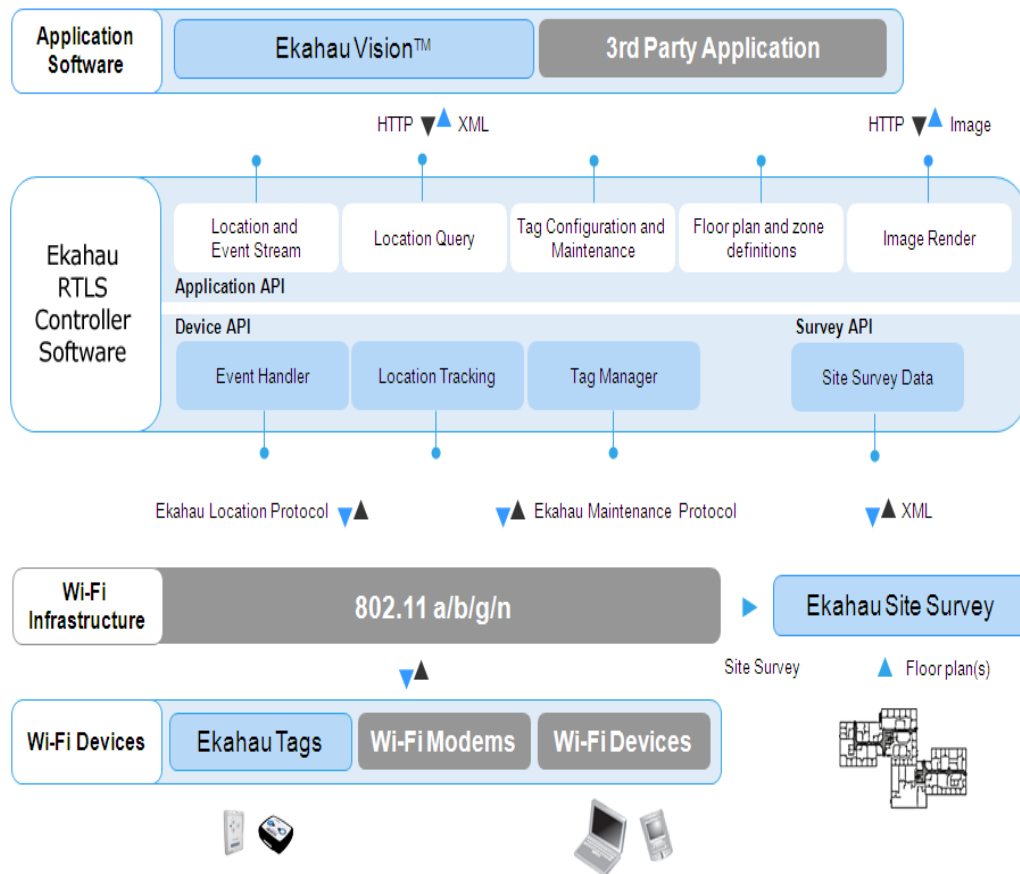 Application
Software
Ekahau Vision™
3rd Party Application
HTTP XML
HTTP Image
Ekahau
RTLS
Controller
Software
Location and
Event Stream
Location Query
Tag Configuration and
Maintenance
Floor plan and zone
definitions
Image Render
Application API
Device API
Survey API
Event Handler
Location Tracking
Tag Manager
Site Survey Data
Ekahau Location Protocol
Ekahau Maintenance Protocol
XML
Wi-Fi
Infrastructure
802.11 a/b/g/n
Ekahau Site Survey
Site Survey
Floor plan(s)
Wi-Fi Devices
Ekahau Tags
Wi-Fi Modems
Wi-Fi Devices